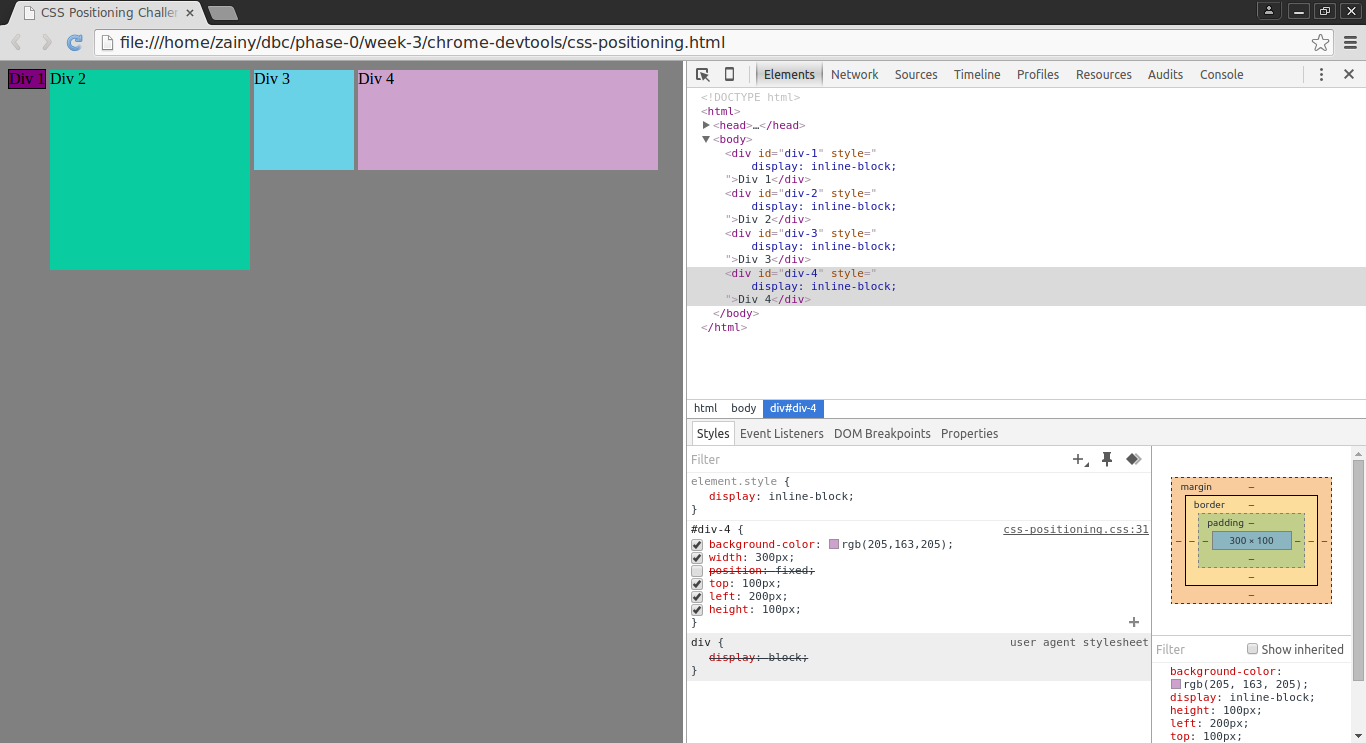 CSS Positioning Challer
file:///home/zainy/dbc/phase-0/week-3/chrome-devtools/css-positioning.html
Div 1 Div 2 Div 3 Div 4
Elements Network Sources Timeline Profiles Resources Audits Console
<!DOCTYPE html>
<html>
<head>…</head>
<body>
<div id="div-1" style="
display: inline-block;
">Div 1</div>
<div id="div-2" style="
display: inline-block;
">Div 2</div>
<div id="div-3" style="
display: inline-block;
">Div 3</div>
<div id="div-4" style="
display: inline-block;
">Div 4</div>
</body>
</html>
html body div#div-4
Styles Event Listeners DOM Breakpoints Properties
Filter
element.style {
display: inline-block;
}
#div-4 { css-positioning.css:31
background-color: rgb(205,163,205);
width: 300px;
position: fixed;
top: 100px;
left: 200px;
height: 100px;
}
div { user agent stylesheet
display: block;
}
margin –
border –
padding –
– – – 300 × 100 – – –
–
–
–
Filter Show inherited
background-color:
rgb(205, 163, 205);
display: inline-block;
height: 100px;
left: 200px;
top: 100px;